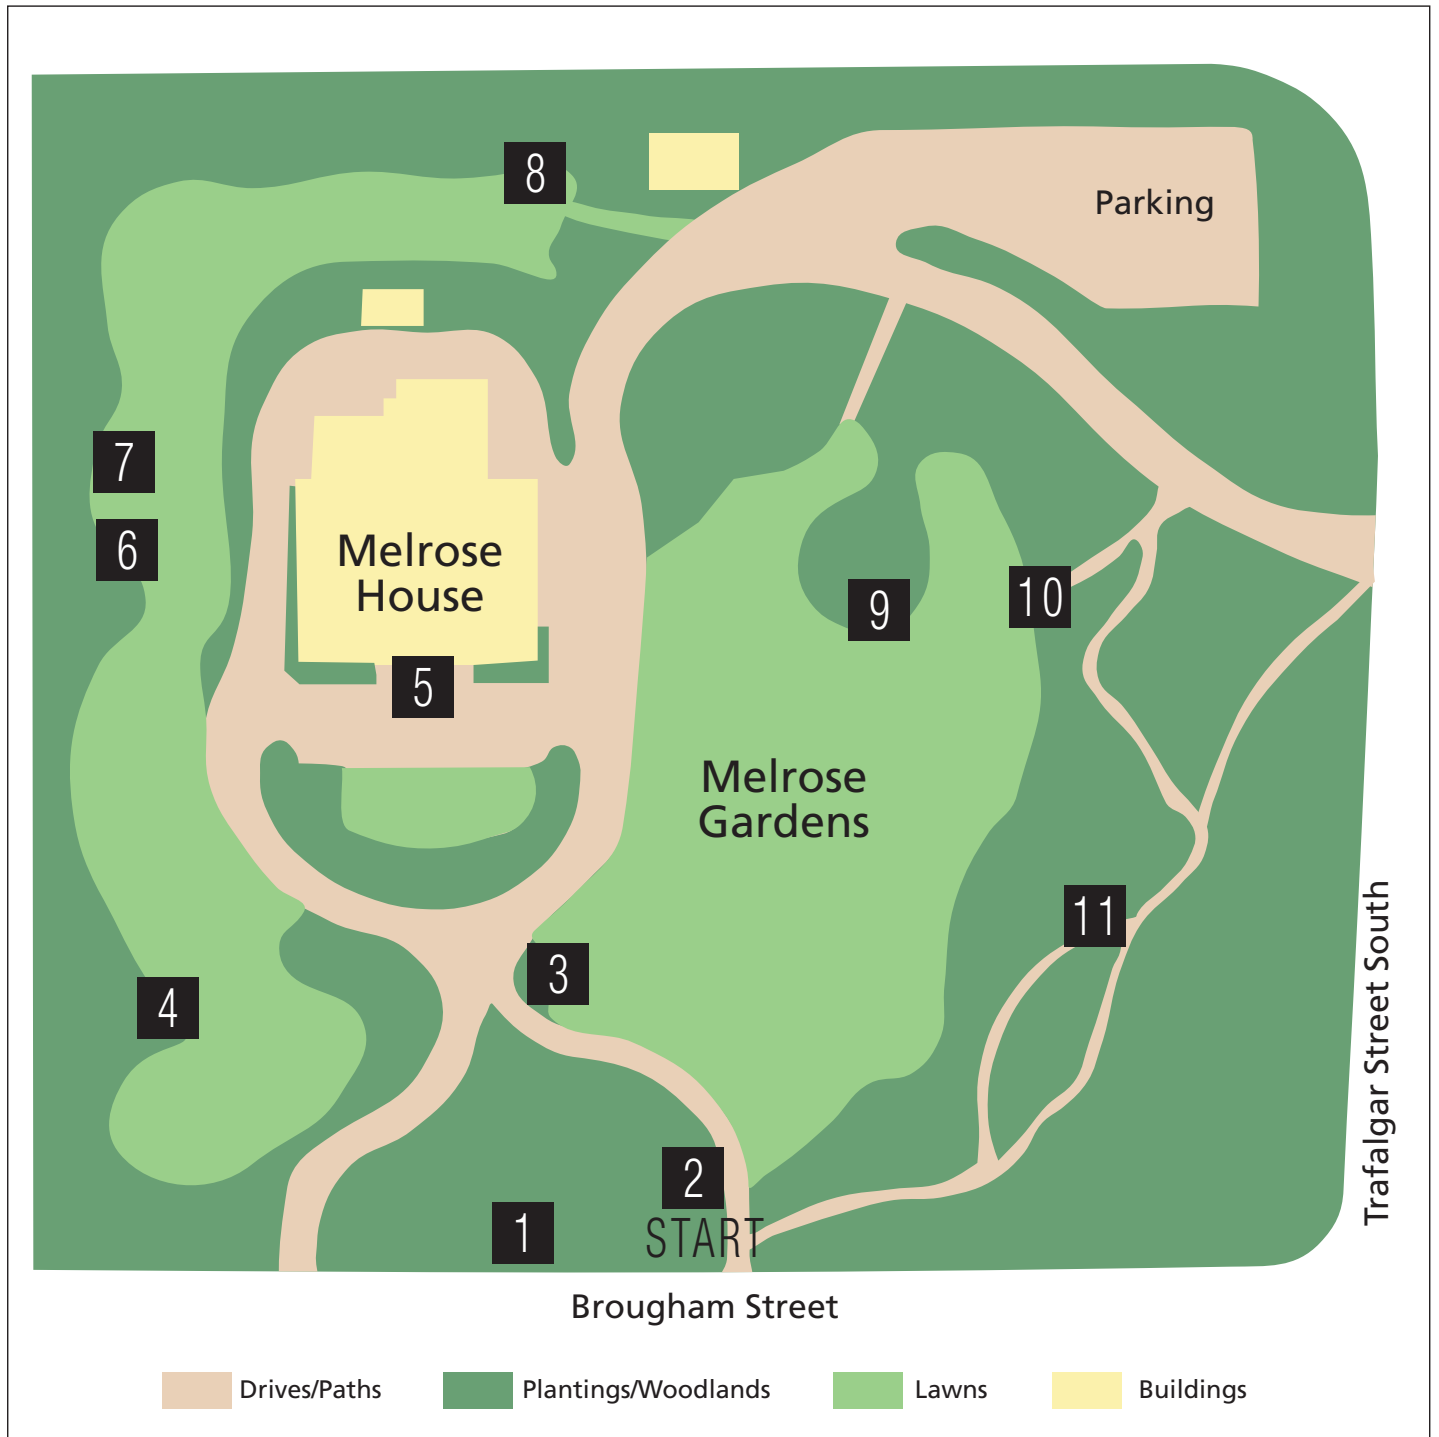 8
Parking
7
6
Melrose
House
10
9
5
Melrose
Gardens
11
3
4
Trafalgar Street South
2
1
START
Brougham Street
Drives/Paths
Plantings/Woodlands
Lawns
Buildings